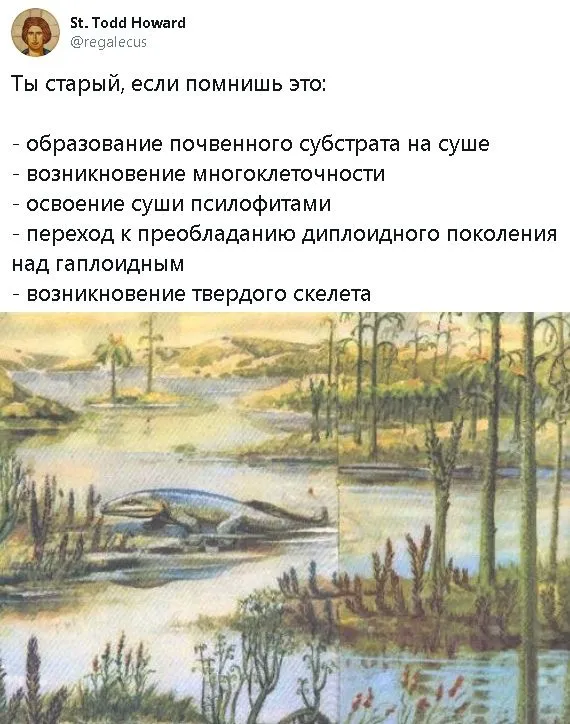 St. Todd Howard
@regalecus
Ты старый, если помнишь это:
- образование почвенного субстрата на суше
- возникновение многоклеточности
- освоение суши псилофитами
- переход к преобладанию диплоидного поколения
над гаплоидным
- возникновение твердого скелета